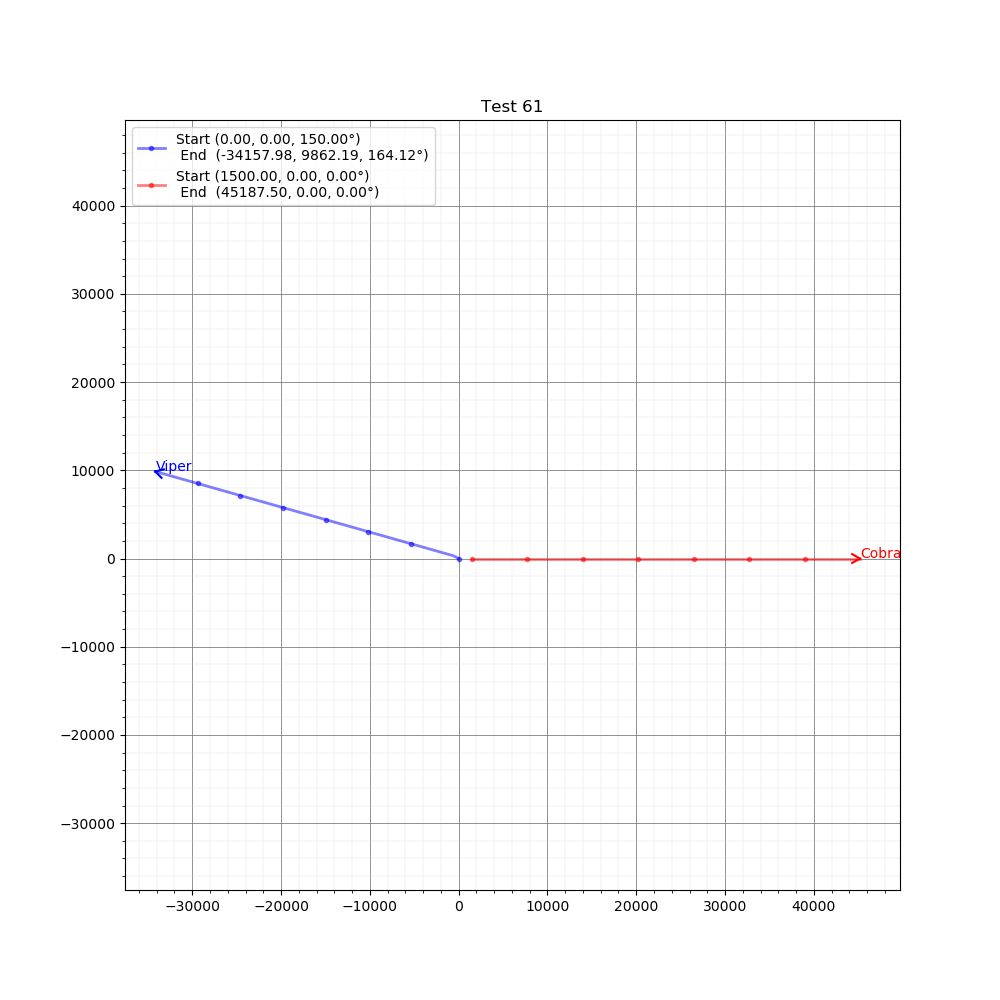 Test 61
Start (0.00, 0.00, 150.00°)
End  (-34157.98, 9862.19, 164.12°)
Start (1500.00, 0.00, 0.00°)
End  (45187.50, 0.00, 0.00°)
40000
30000
20000
10000
0
−10000
−20000
−30000
Viper
Cobra
−30000 −20000 −10000 0 10000 20000 30000 40000